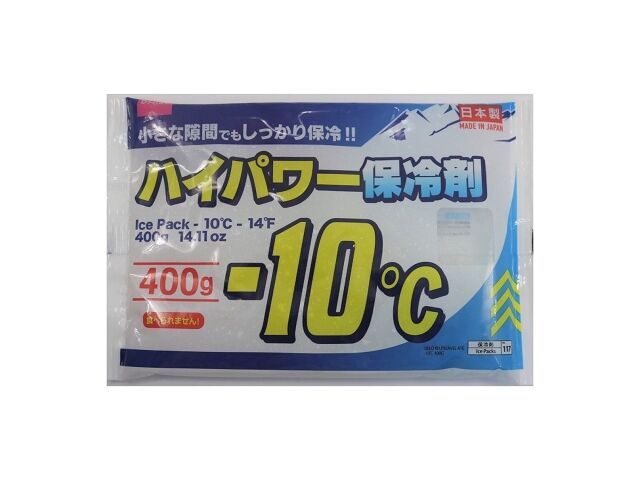 日本製
MADE IN JAPAN
小さな隙間でもしっかり保冷!!
ハイパワー保冷剤
Ice Pack - 10℃ - 14℉
400g 14.11oz
400g
-10℃
食べられません!
保冷剤
Ice Packs
117